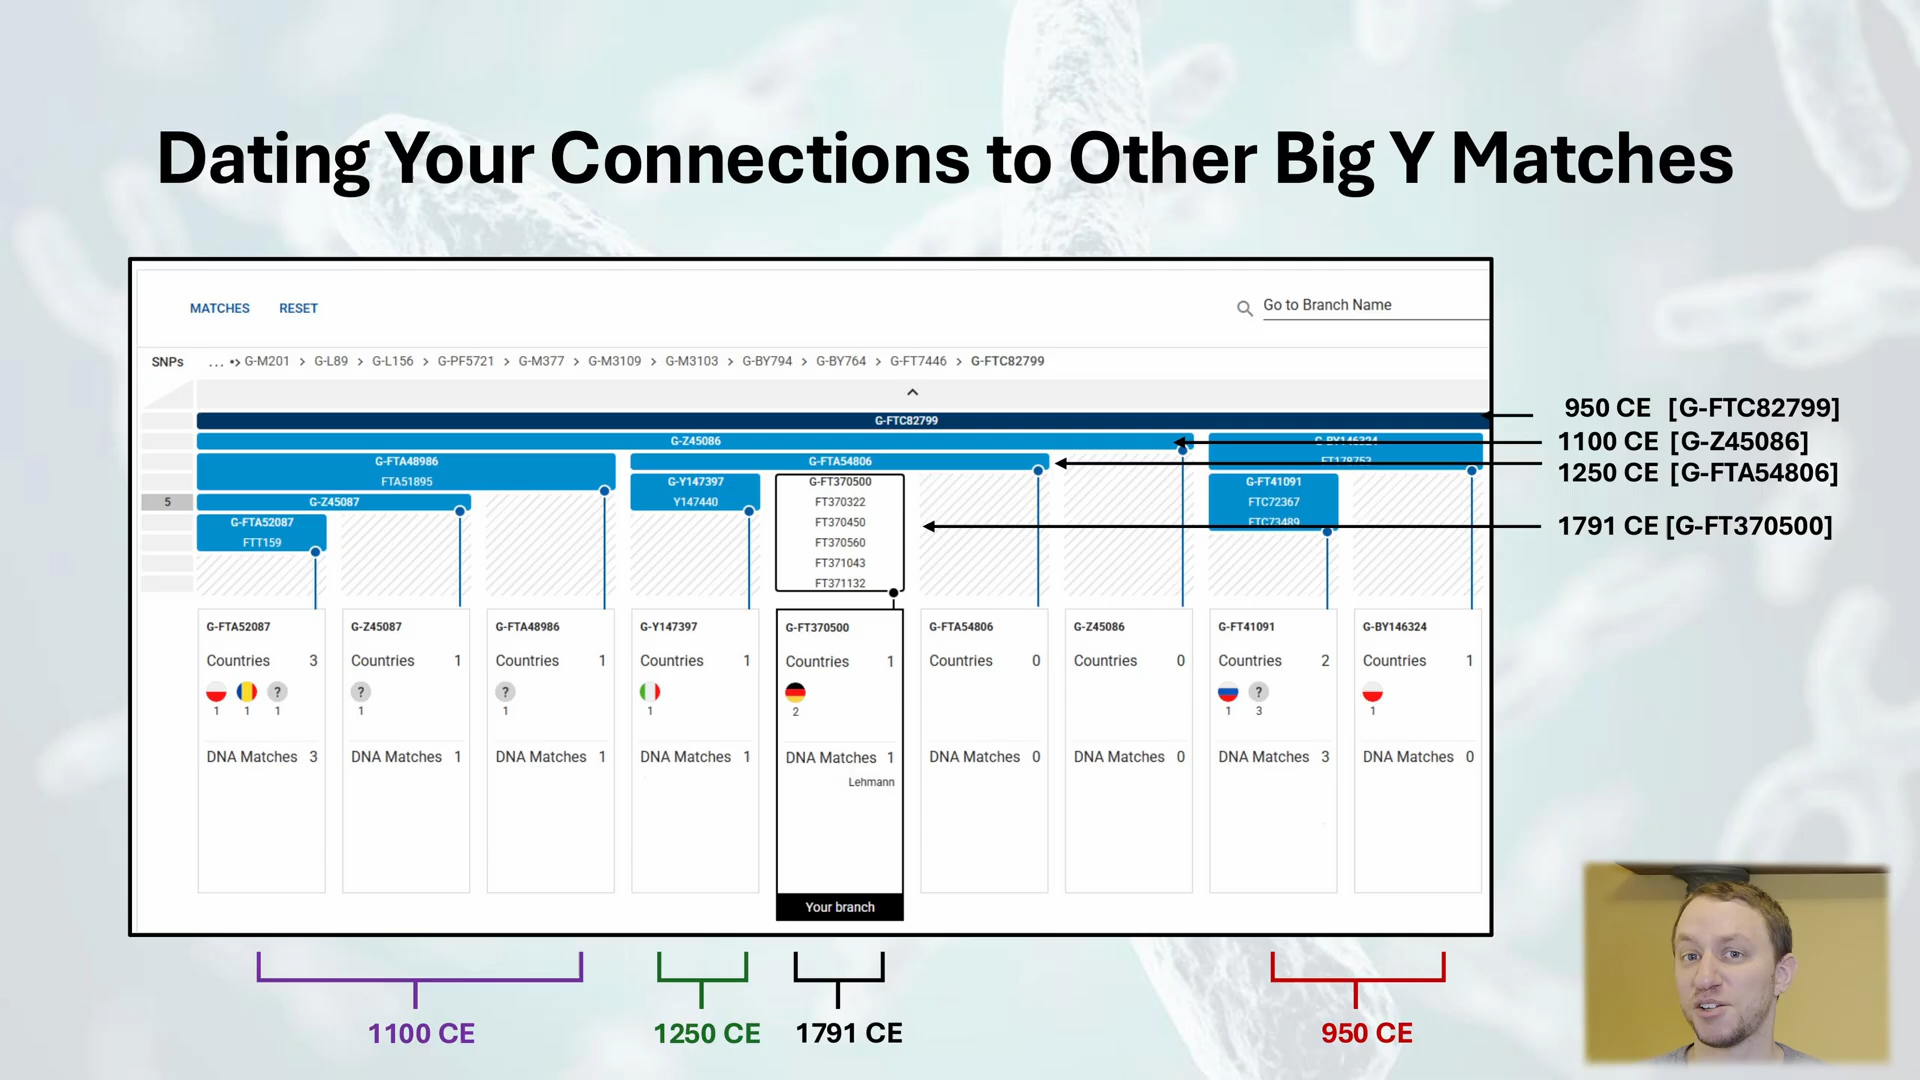 Dating Your Connections to Other Big Y Matches
MATCHES RESET
Go to Branch Name
SNPs ... •> G-M201 > G-L89 > G-L156 > G-PF5721 > G-M377 > G-M3109 > G-M3103 > G-BY794 > G-BY764 > G-FT7446 > G-FTC82799
G-FTC82799
G-Z45086
G-BY146324
G-FTA48986
G-FTA54806
FT178753
FTA51895
G-Y147397
G-FT370500
G-FT41091
5
G-Z45087
Y147440
FT370322
FTC72367
G-FTA52087
FT370450
FTC73489
FTT159
FT370560
FT371043
FT371132
950 CE [G-FTC82799]
1100 CE [G-Z45086]
1250 CE [G-FTA54806]
1791 CE [G-FT370500]
G-FTA52087
Countries 3
? 
1 1 1
DNA Matches 3
G-Z45087
Countries 1
?
1
DNA Matches 1
G-FTA48986
Countries 1
?
1
DNA Matches 1
G-Y147397
Countries 1
1
DNA Matches 1
G-FT370500
Countries 1
2
DNA Matches 1
Lehmann
Your branch
G-FTA54806
Countries 0
DNA Matches 0
G-Z45086
Countries 0
DNA Matches 0
G-FT41091
Countries 2
?
1 3
DNA Matches 3
G-BY146324
Countries 1
1
DNA Matches 0
1100 CE
1250 CE
1791 CE
950 CE